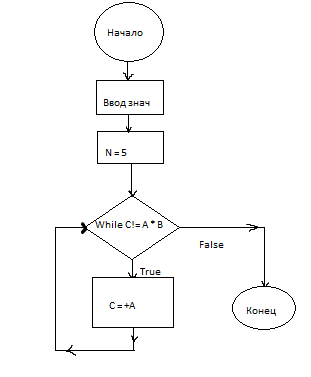 Начало
Ввод знач
N = 5
While C!= A * B
False
True
C = +A
Конец